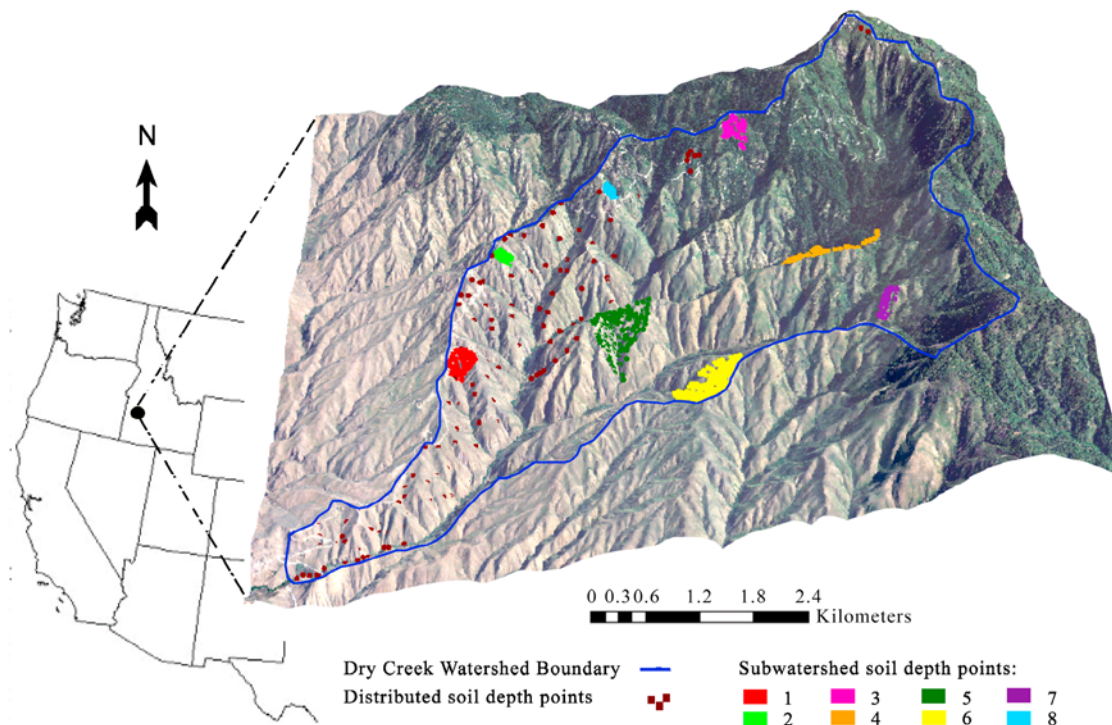 N
0 0.30.6 1.2 1.8 2.4
Kilometers
Dry Creek Watershed Boundary
Distributed soil depth points
Subwatershed soil depth points:
1 3 5 7
2 4 6 8